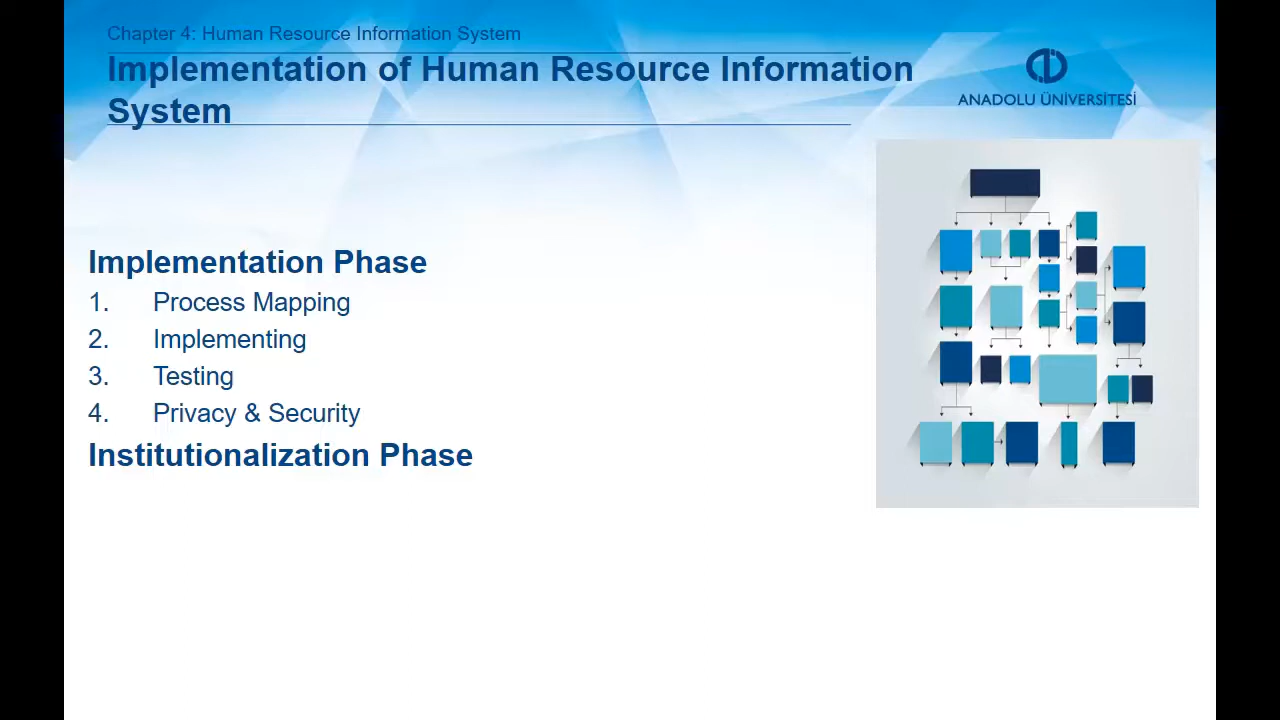 Chapter 4: Human Resource Information System
Implementation of Human Resource Information
System
ANADOLU ÜNİVERSİTESİ
Implementation Phase
1. Process Mapping
2. Implementing
3. Testing
4. Privacy & Security
Institutionalization Phase